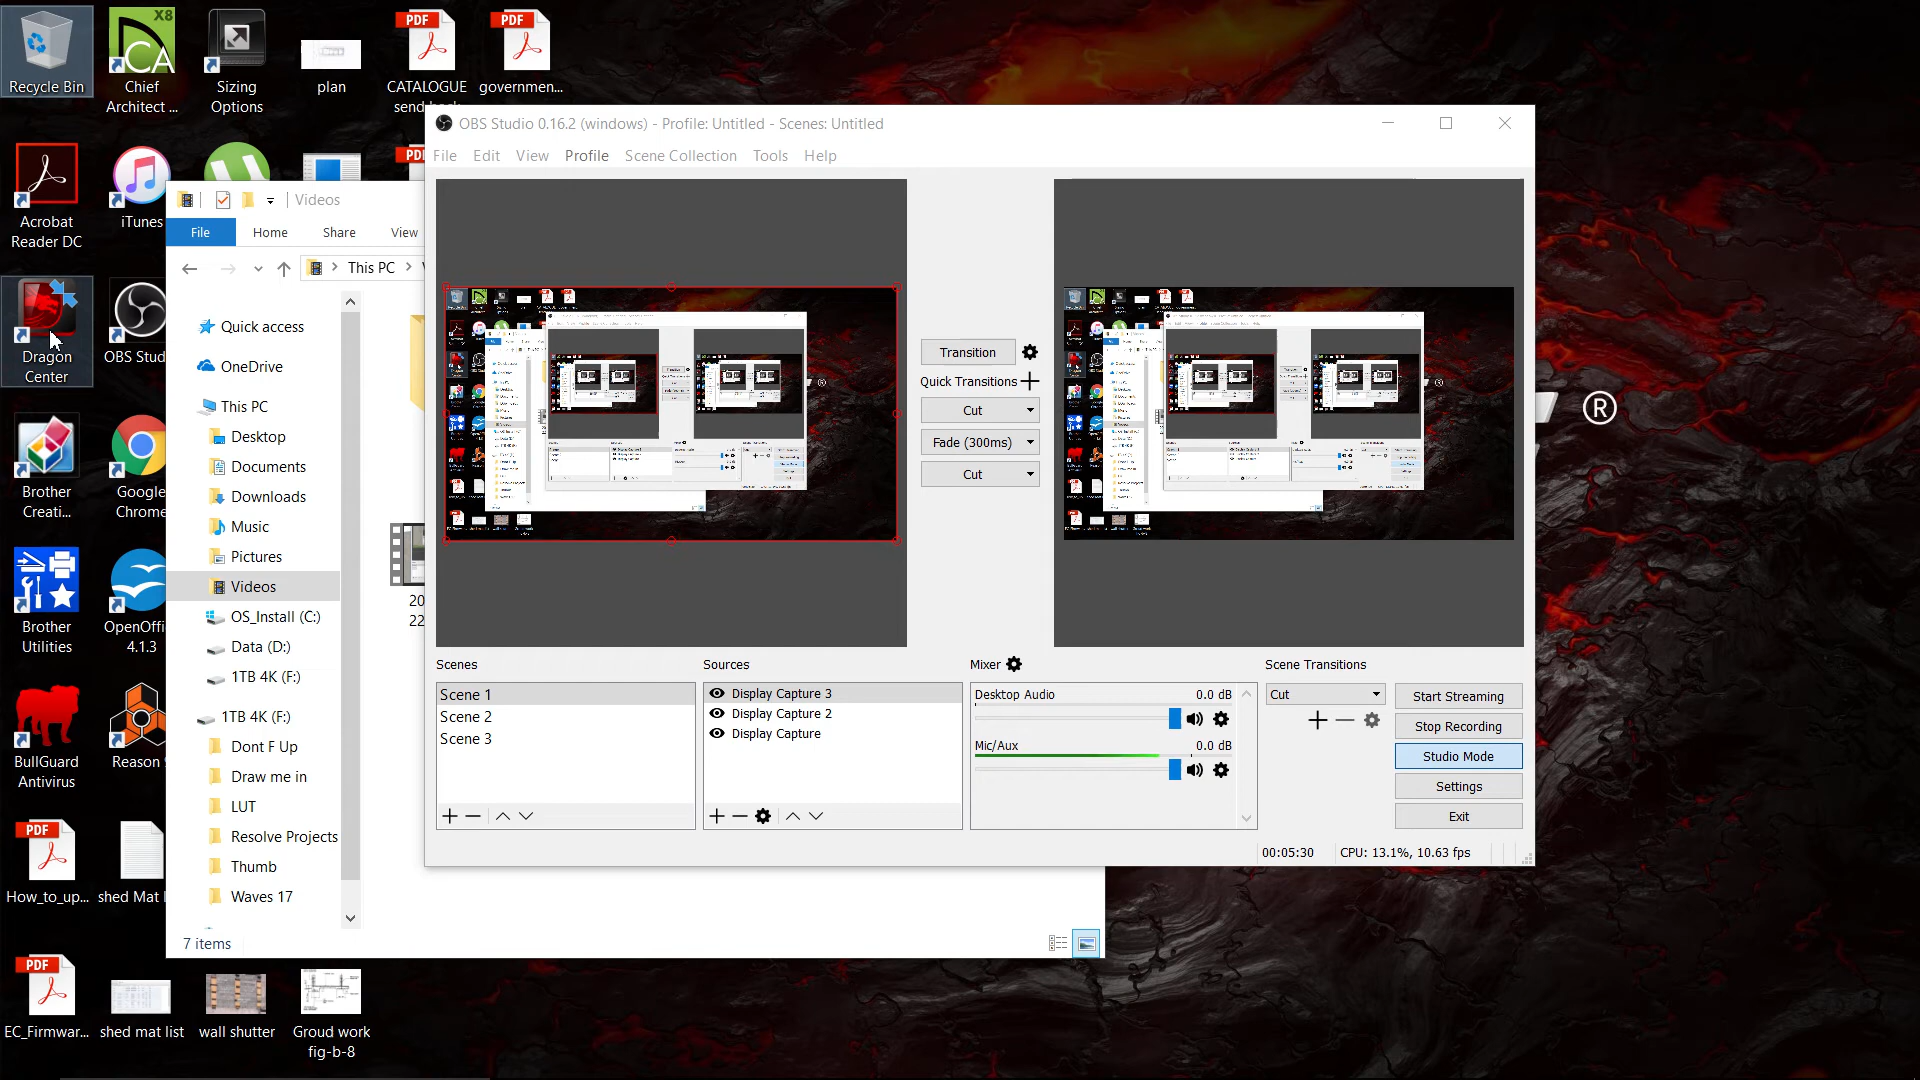 Recycle Bin
X8
CA
Chief
Architect ...
Sizing
Options
plan
PDF
CATALOGUE
send back
PDF
governmen...
Acrobat
Reader DC
iTunes
Dragon
Center
OBS Stud
Brother
Creati...
Google
Chrome
Brother
Utilities
OpenOffi
4.1.3
BullGuard
Antivirus
Reason
PDF
How_to_up...
shed Mat l
PDF
EC_Firmwar...
shed mat list
wall shutter
Groud work
fig-b-8
Videos
File
Home
Share
View
This PC
Quick access
OneDrive
This PC
Desktop
Documents
Downloads
Music
Pictures
Videos
OS_Install (C:)
Data (D:)
1TB 4K (F:)
1TB 4K (F:)
Dont F Up
Draw me in
LUT
Resolve Projects
Thumb
Waves 17
20
22
7 items
OBS Studio 0.16.2 (windows) - Profile: Untitled - Scenes: Untitled
File Edit View Profile Scene Collection Tools Help
Transition
Quick Transitions
Cut
Fade (300ms)
Cut
Scenes
Scene 1
Scene 2
Scene 3
Sources
Display Capture 3
Display Capture 2
Display Capture
Mixer
Desktop Audio 0.0 dB
Mic/Aux 0.0 dB
Scene Transitions
Cut
Start Streaming
Stop Recording
Studio Mode
Settings
Exit
00:05:30
CPU: 13.1%, 10.63 fps
®